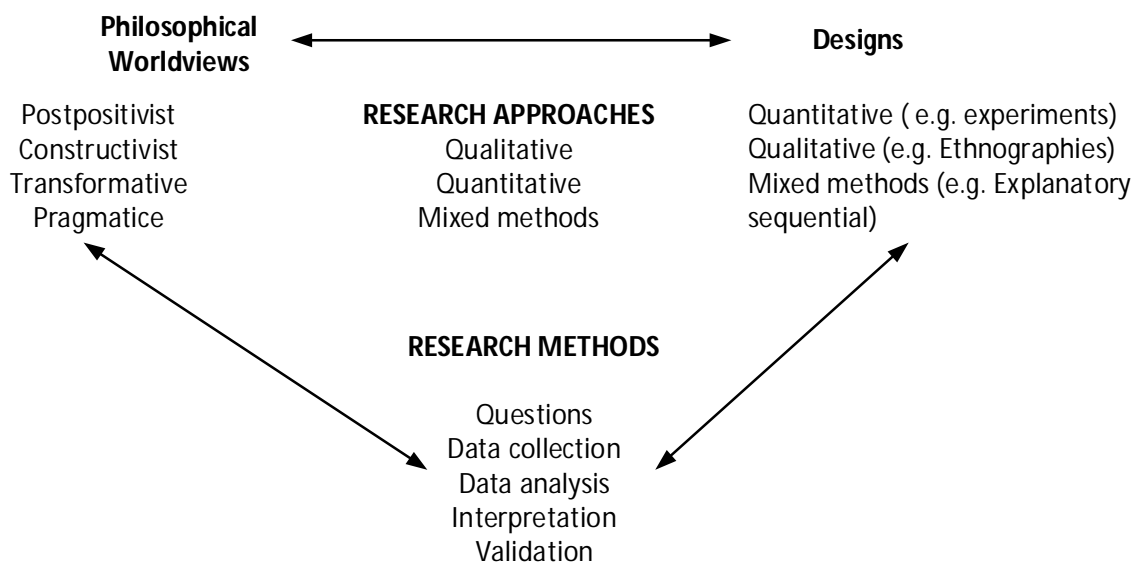 Philosophical
Worldviews
Designs
Postpositivist
Constructivist
Transformative
Pragmatice
RESEARCH APPROACHES
Qualitative
Quantitative
Mixed methods
Quantitative ( e.g. experiments)
Qualitative (e.g. Ethnographies)
Mixed methods (e.g. Explanatory
sequential)
RESEARCH METHODS
Questions
Data collection
Data analysis
Interpretation
Validation